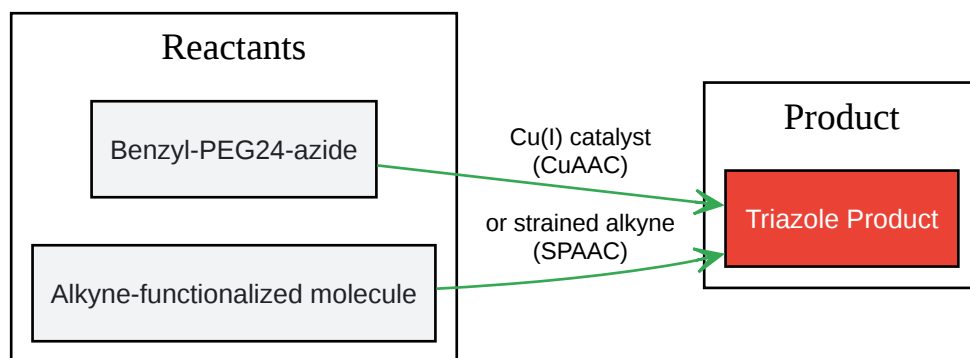 Reactants
Benzyl-PEG24-azide
Alkyne-functionalized molecule
Cu(I) catalyst
(CuAAC)
or strained alkyne
(SPAAC)
Product
Triazole Product